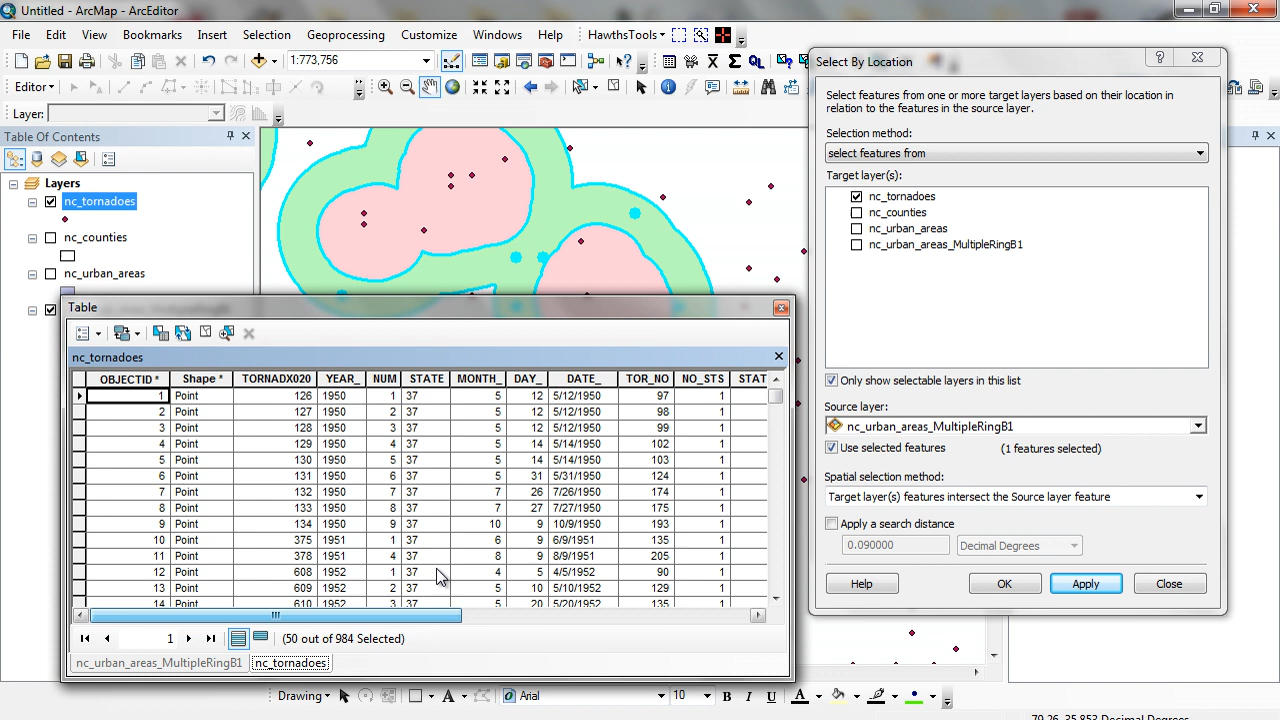 Untitled - ArcMap - ArcEditor
File Edit View Bookmarks Insert Selection Geoprocessing Customize Windows Help HawthsTools
1:773,756
Editor
Layer:
Table Of Contents
Layers
nc_tornadoes
nc_counties
nc_urban_areas
Table
nc_tornadoes
OBJECTID * Shape * TORNADX020 YEAR_ NUM STATE MONTH_ DAY_ DATE_ TOR_NO NO_STS STAT
1 Point 126 1950 1 37 5 12 5/12/1950 97 1
2 Point 127 1950 2 37 5 12 5/12/1950 98 1
3 Point 128 1950 3 37 5 12 5/12/1950 99 1
4 Point 129 1950 4 37 5 14 5/14/1950 102 1
5 Point 130 1950 5 37 5 14 5/14/1950 103 1
6 Point 131 1950 6 37 5 31 5/31/1950 124 1
7 Point 132 1950 7 37 7 26 7/26/1950 174 1
8 Point 133 1950 8 37 7 27 7/27/1950 175 1
9 Point 134 1950 9 37 10 9 10/9/1950 193 1
10 Point 375 1951 1 37 6 9 6/9/1951 135 1
11 Point 378 1951 4 37 8 9 8/9/1951 205 1
12 Point 608 1952 1 37 4 5 4/5/1952 90 1
13 Point 609 1952 2 37 5 10 5/10/1952 129 1
14 Point 610 1952 3 37 5 20 5/20/1952 135 1
1 (50 out of 984 Selected)
nc_urban_areas_MultipleRingB1 nc_tornadoes
Select By Location
Select features from one or more target layers based on their location in
relation to the features in the source layer.
Selection method:
select features from
Target layer(s):
nc_tornadoes
nc_counties
nc_urban_areas
nc_urban_areas_MultipleRingB1
Only show selectable layers in this list
Source layer:
nc_urban_areas_MultipleRingB1
Use selected features (1 features selected)
Spatial selection method:
Target layer(s) features intersect the Source layer feature
Apply a search distance
0.090000 Decimal Degrees
Help OK Apply Close
Drawing A Arial 10 B I U A
-79.26 35.853 Decimal Degrees